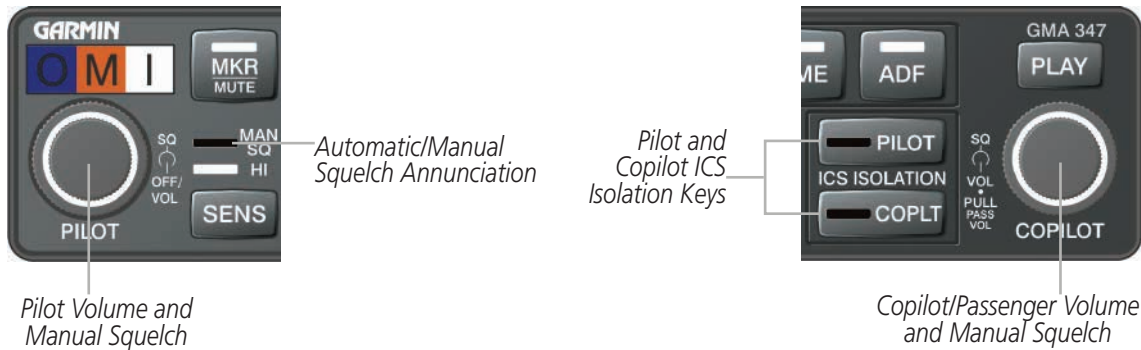 GARMIN
O M I
MKR
MUTE
SQ
MAN
SQ
HI
OFF/
VOL
SENS
PILOT
Automatic/Manual
Squelch Annunciation
Pilot Volume and
Manual Squelch
GMA 347
ME
ADF
PLAY
PILOT
ICS ISOLATION
COPLT
SQ
VOL
PULL
PASS
VOL
COPILOT
Pilot and
Copilot ICS
Isolation Keys
Copilot/Passenger Volume
and Manual Squelch